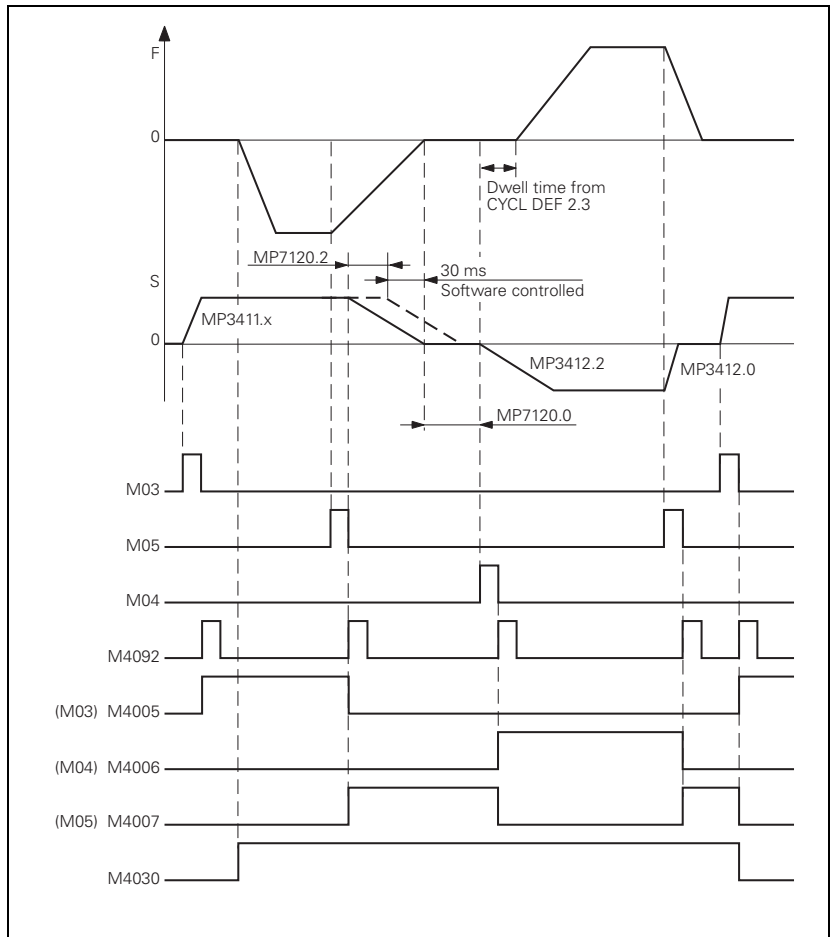 F
0
Dwell time from
CYCL DEF 2.3
MP7120.2
30 ms
Software controlled
S
MP3411.x
0
MP3412.2
MP3412.0
MP7120.0
M03
M05
M04
M4092
(M03) M4005
(M04) M4006
(M05) M4007
M4030